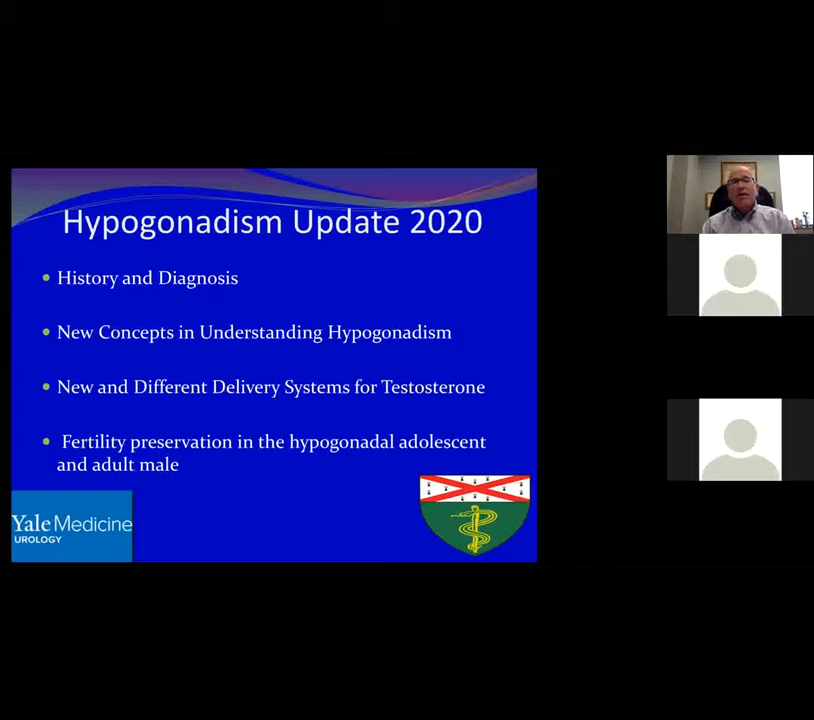 Hypogonadism Update 2020
• History and Diagnosis
• New Concepts in Understanding Hypogonadism
• New and Different Delivery Systems for Testosterone
• Fertility preservation in the hypogonadal adolescent
and adult male
Yale Medicine
UROLOGY